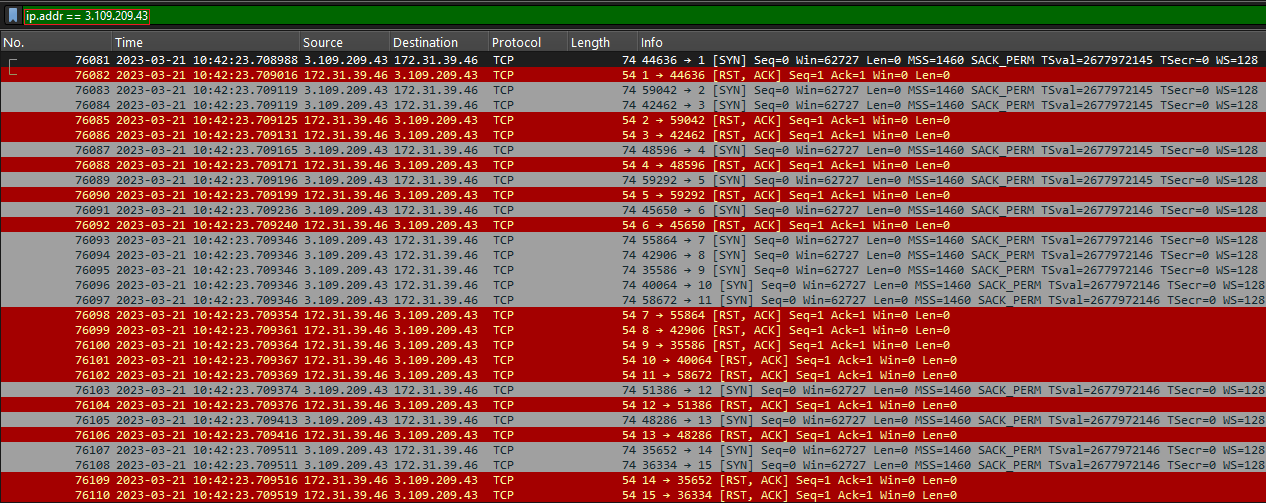 ip.addr == 3.109.209.43
No. Time Source Destination Protocol Length Info
76081 2023-03-21 10:42:23.708988 3.109.209.43 172.31.39.46 TCP 74 44636 → 1 [SYN] Seq=0 Win=62727 Len=0 MSS=1460 SACK_PERM TSval=2677972145 TSecr=0 WS=128
76082 2023-03-21 10:42:23.709016 172.31.39.46 3.109.209.43 TCP 54 1 → 44636 [RST, ACK] Seq=1 Ack=1 Win=0 Len=0
76083 2023-03-21 10:42:23.709119 3.109.209.43 172.31.39.46 TCP 74 59042 → 2 [SYN] Seq=0 Win=62727 Len=0 MSS=1460 SACK_PERM TSval=2677972145 TSecr=0 WS=128
76084 2023-03-21 10:42:23.709119 3.109.209.43 172.31.39.46 TCP 74 42462 → 3 [SYN] Seq=0 Win=62727 Len=0 MSS=1460 SACK_PERM TSval=2677972145 TSecr=0 WS=128
76085 2023-03-21 10:42:23.709125 172.31.39.46 3.109.209.43 TCP 54 2 → 59042 [RST, ACK] Seq=1 Ack=1 Win=0 Len=0
76086 2023-03-21 10:42:23.709131 172.31.39.46 3.109.209.43 TCP 54 3 → 42462 [RST, ACK] Seq=1 Ack=1 Win=0 Len=0
76087 2023-03-21 10:42:23.709165 3.109.209.43 172.31.39.46 TCP 74 48596 → 4 [SYN] Seq=0 Win=62727 Len=0 MSS=1460 SACK_PERM TSval=2677972145 TSecr=0 WS=128
76088 2023-03-21 10:42:23.709171 172.31.39.46 3.109.209.43 TCP 54 4 → 48596 [RST, ACK] Seq=1 Ack=1 Win=0 Len=0
76089 2023-03-21 10:42:23.709196 3.109.209.43 172.31.39.46 TCP 74 59292 → 5 [SYN] Seq=0 Win=62727 Len=0 MSS=1460 SACK_PERM TSval=2677972145 TSecr=0 WS=128
76090 2023-03-21 10:42:23.709199 172.31.39.46 3.109.209.43 TCP 54 5 → 59292 [RST, ACK] Seq=1 Ack=1 Win=0 Len=0
76091 2023-03-21 10:42:23.709236 3.109.209.43 172.31.39.46 TCP 74 45650 → 6 [SYN] Seq=0 Win=62727 Len=0 MSS=1460 SACK_PERM TSval=2677972145 TSecr=0 WS=128
76092 2023-03-21 10:42:23.709240 172.31.39.46 3.109.209.43 TCP 54 6 → 45650 [RST, ACK] Seq=1 Ack=1 Win=0 Len=0
76093 2023-03-21 10:42:23.709346 3.109.209.43 172.31.39.46 TCP 74 55864 → 7 [SYN] Seq=0 Win=62727 Len=0 MSS=1460 SACK_PERM TSval=2677972146 TSecr=0 WS=128
76094 2023-03-21 10:42:23.709346 3.109.209.43 172.31.39.46 TCP 74 42906 → 8 [SYN] Seq=0 Win=62727 Len=0 MSS=1460 SACK_PERM TSval=2677972146 TSecr=0 WS=128
76095 2023-03-21 10:42:23.709346 3.109.209.43 172.31.39.46 TCP 74 35586 → 9 [SYN] Seq=0 Win=62727 Len=0 MSS=1460 SACK_PERM TSval=2677972146 TSecr=0 WS=128
76096 2023-03-21 10:42:23.709346 3.109.209.43 172.31.39.46 TCP 74 40064 → 10 [SYN] Seq=0 Win=62727 Len=0 MSS=1460 SACK_PERM TSval=2677972146 TSecr=0 WS=128
76097 2023-03-21 10:42:23.709346 3.109.209.43 172.31.39.46 TCP 74 58672 → 11 [SYN] Seq=0 Win=62727 Len=0 MSS=1460 SACK_PERM TSval=2677972146 TSecr=0 WS=128
76098 2023-03-21 10:42:23.709354 172.31.39.46 3.109.209.43 TCP 54 7 → 55864 [RST, ACK] Seq=1 Ack=1 Win=0 Len=0
76099 2023-03-21 10:42:23.709361 172.31.39.46 3.109.209.43 TCP 54 8 → 42906 [RST, ACK] Seq=1 Ack=1 Win=0 Len=0
76100 2023-03-21 10:42:23.709364 172.31.39.46 3.109.209.43 TCP 54 9 → 35586 [RST, ACK] Seq=1 Ack=1 Win=0 Len=0
76101 2023-03-21 10:42:23.709367 172.31.39.46 3.109.209.43 TCP 54 10 → 40064 [RST, ACK] Seq=1 Ack=1 Win=0 Len=0
76102 2023-03-21 10:42:23.709369 172.31.39.46 3.109.209.43 TCP 54 11 → 58672 [RST, ACK] Seq=1 Ack=1 Win=0 Len=0
76103 2023-03-21 10:42:23.709374 3.109.209.43 172.31.39.46 TCP 74 51386 → 12 [SYN] Seq=0 Win=62727 Len=0 MSS=1460 SACK_PERM TSval=2677972146 TSecr=0 WS=128
76104 2023-03-21 10:42:23.709376 172.31.39.46 3.109.209.43 TCP 54 12 → 51386 [RST, ACK] Seq=1 Ack=1 Win=0 Len=0
76105 2023-03-21 10:42:23.709413 3.109.209.43 172.31.39.46 TCP 74 48286 → 13 [SYN] Seq=0 Win=62727 Len=0 MSS=1460 SACK_PERM TSval=2677972146 TSecr=0 WS=128
76106 2023-03-21 10:42:23.709416 172.31.39.46 3.109.209.43 TCP 54 13 → 48286 [RST, ACK] Seq=1 Ack=1 Win=0 Len=0
76107 2023-03-21 10:42:23.709511 3.109.209.43 172.31.39.46 TCP 74 35652 → 14 [SYN] Seq=0 Win=62727 Len=0 MSS=1460 SACK_PERM TSval=2677972146 TSecr=0 WS=128
76108 2023-03-21 10:42:23.709511 3.109.209.43 172.31.39.46 TCP 74 36334 → 15 [SYN] Seq=0 Win=62727 Len=0 MSS=1460 SACK_PERM TSval=2677972146 TSecr=0 WS=128
76109 2023-03-21 10:42:23.709516 172.31.39.46 3.109.209.43 TCP 54 14 → 35652 [RST, ACK] Seq=1 Ack=1 Win=0 Len=0
76110 2023-03-21 10:42:23.709519 172.31.39.46 3.109.209.43 TCP 54 15 → 36334 [RST, ACK] Seq=1 Ack=1 Win=0 Len=0